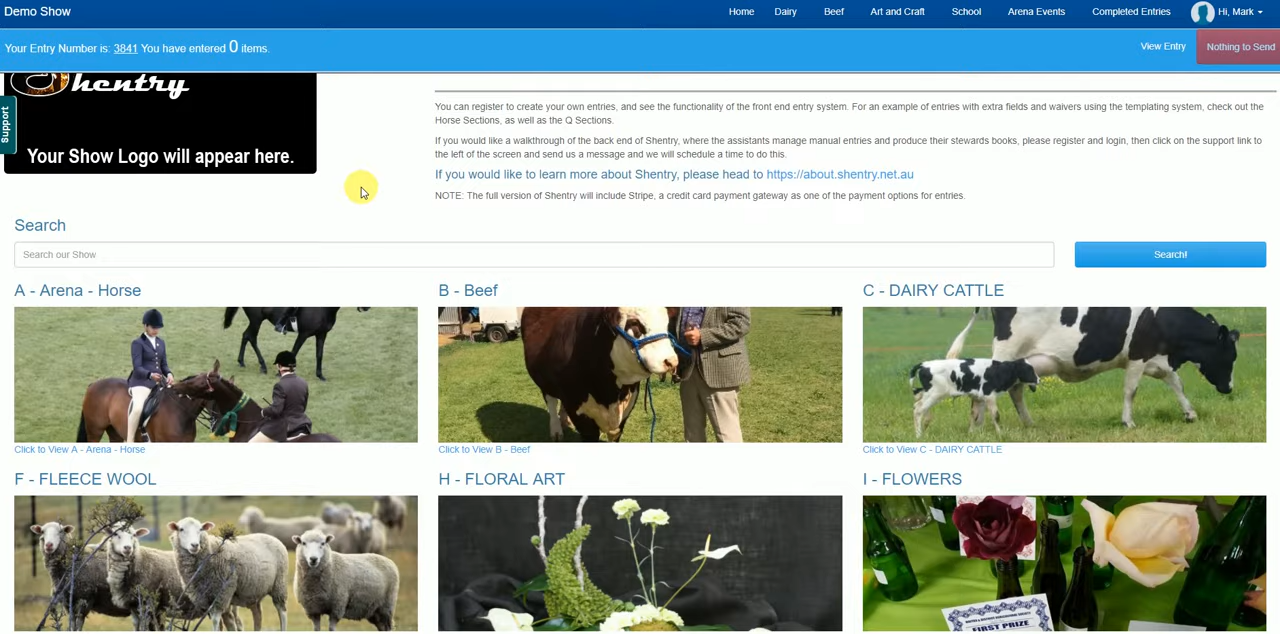 Demo Show
Home Dairy Beef Art and Craft School Arena Events Completed Entries Hi, Mark
Your Entry Number is: 3841 You have entered 0 items.
View Entry Nothing to Send
Shentry
Your Show Logo will appear here.
Support
You can register to create your own entries, and see the functionality of the front end entry system. For an example of entries with extra fields and waivers using the templating system, check out the
Horse Sections, as well as the Q Sections.
If you would like a walkthrough of the back end of Shentry, where the assistants manage manual entries and produce their stewards books, please register and login, then click on the support link to
the left of the screen and send us a message and we will schedule a time to do this.
If you would like to learn more about Shentry, please head to https://about.shentry.net.au
NOTE: The full version of Shentry will include Stripe, a credit card payment gateway as one of the payment options for entries.
Search
Search our Show
Search!
A - Arena - Horse
B - Beef
C - DAIRY CATTLE
Click to View A - Arena - Horse
Click to View B - Beef
Click to View C - DAIRY CATTLE
F - FLEECE WOOL
H - FLORAL ART
I - FLOWERS
FIRST PRIZE